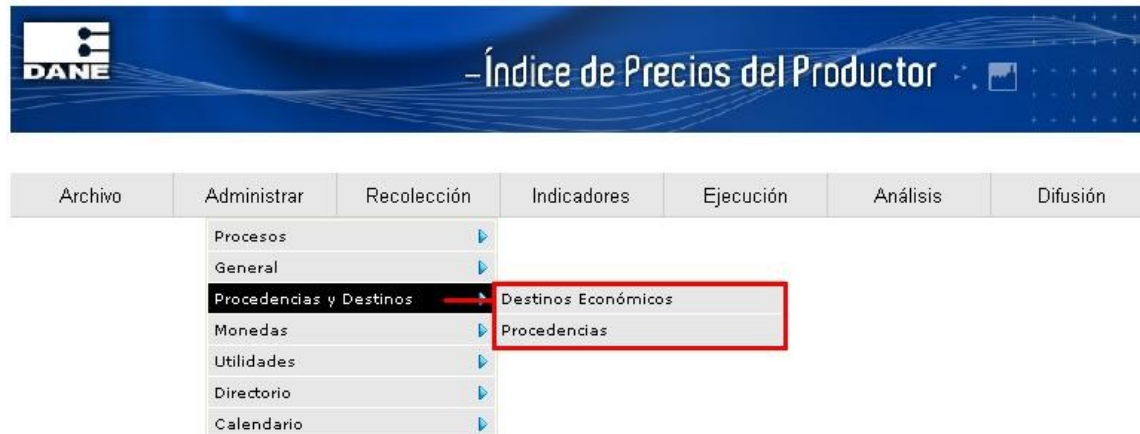 DANE
–Índice de Precios del Productor
Archivo Administrar Recolección Indicadores Ejecución Análisis Difusión
Procesos
General
Procedencias y Destinos Destinos Económicos
Monedas Procedencias
Utilidades
Directorio
Calendario